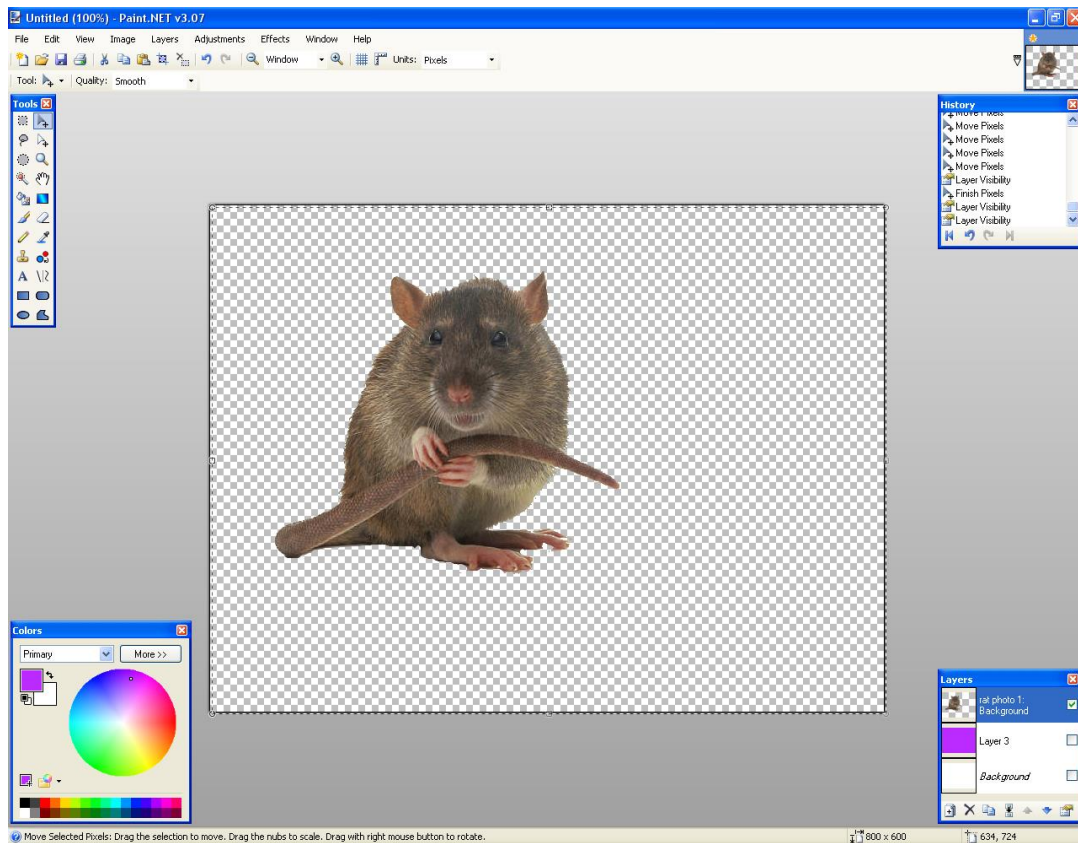 Untitled (100%) - Paint.NET v3.07
File Edit View Image Layers Adjustments Effects Window Help
Window Units: Pixels
Tool: Quality: Smooth
Tools
History
Move Pixels
Move Pixels
Move Pixels
Move Pixels
Move Pixels
Layer Visibility
Finish Pixels
Layer Visibility
Layer Visibility
A
Colors
Primary More >>
Layers
rat photo 1:
Background
Layer 3
Background
Move Selected Pixels: Drag the selection to move. Drag the nubs to scale. Drag with right mouse button to rotate. 800 x 600 634, 724